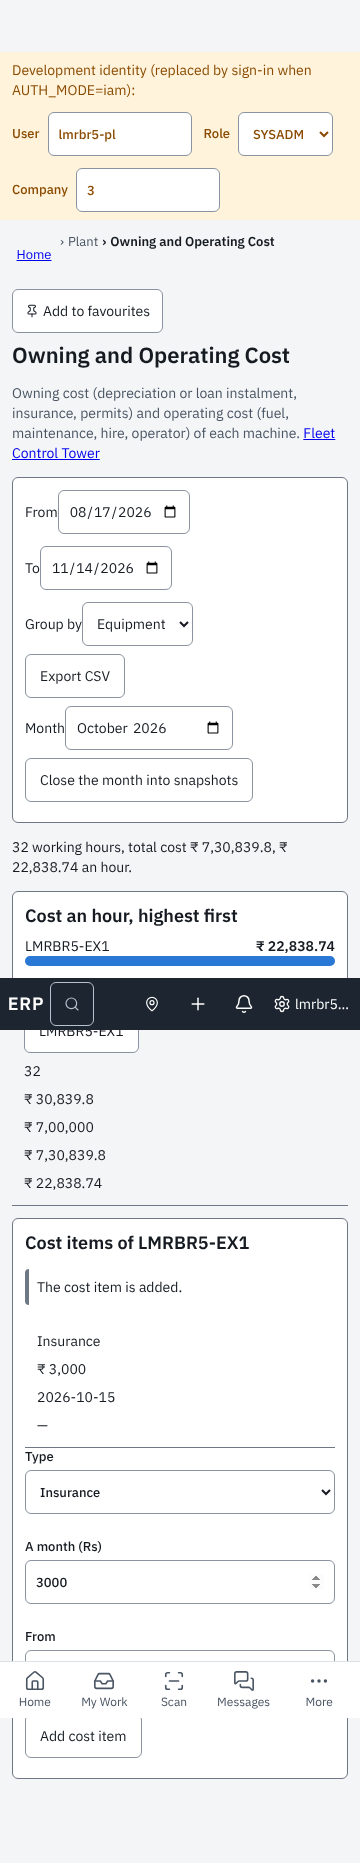 Development identity (replaced by sign-in when
AUTH_MODE=iam):
User lmrbr5-pl Role SYSADM
Company 3
Home › Plant › Owning and Operating Cost
Add to favourites
Owning and Operating Cost
Owning cost (depreciation or loan instalment,
insurance, permits) and operating cost (fuel,
maintenance, hire, operator) of each machine. Fleet
Control Tower
From 08/17/2026
To 11/14/2026
Group by Equipment
Export CSV
Month October 2026
Close the month into snapshots
32 working hours, total cost ₹ 7,30,839.8, ₹
22,838.74 an hour.
Cost an hour, highest first
LMRBR5-EX1 ₹ 22,838.74
ERP lmrbr5...
LMRBR5-EX1
32
₹ 30,839.8
₹ 7,00,000
₹ 7,30,839.8
₹ 22,838.74
Cost items of LMRBR5-EX1
The cost item is added.
Insurance
₹ 3,000
2026-10-15
—
Type
Insurance
A month (Rs)
3000
From
Home My Work Scan Messages More
Add cost item